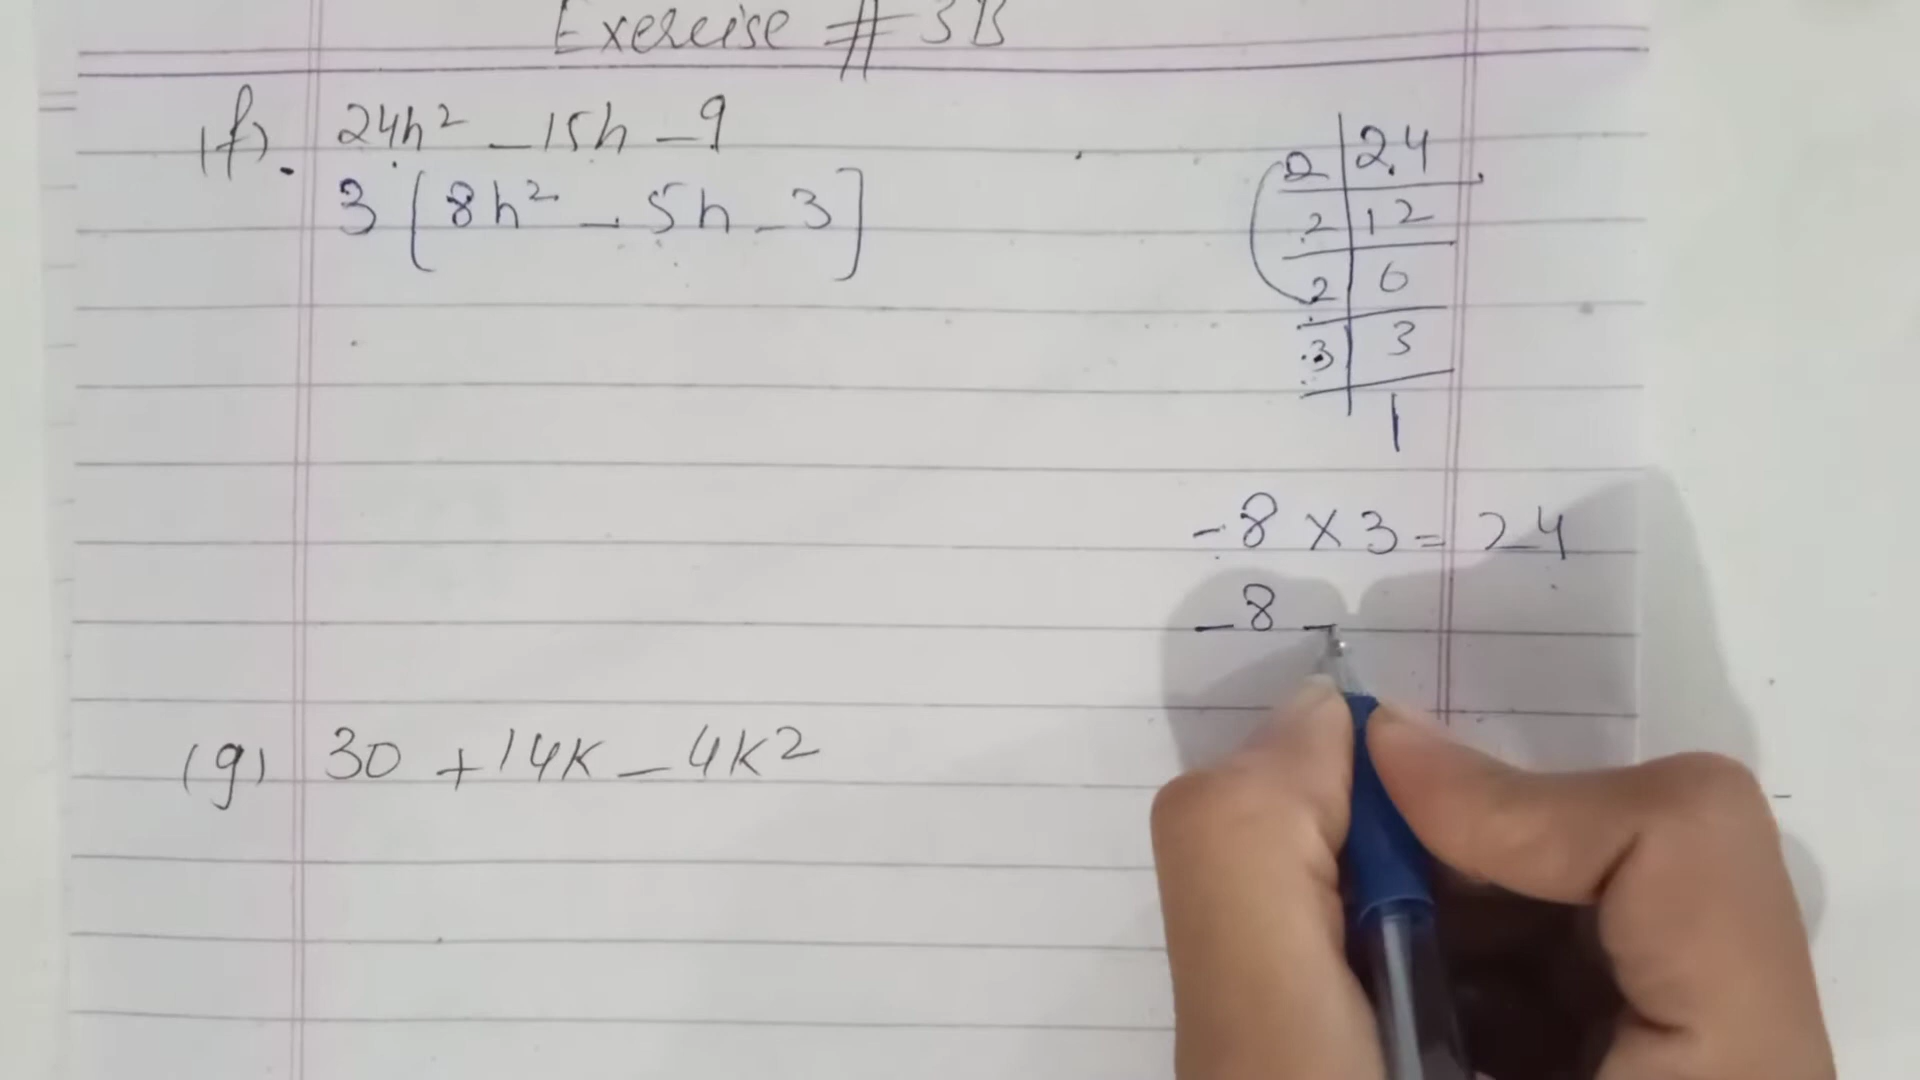 Exercise # 3B
(f). 24h² - 15h - 9
3 [8h² - 5h - 3]
2 | 24
2 | 12
2 | 6
3 | 3
1
-8 × 3 = 24
-8 -
(g) 30 + 14K - 4K2